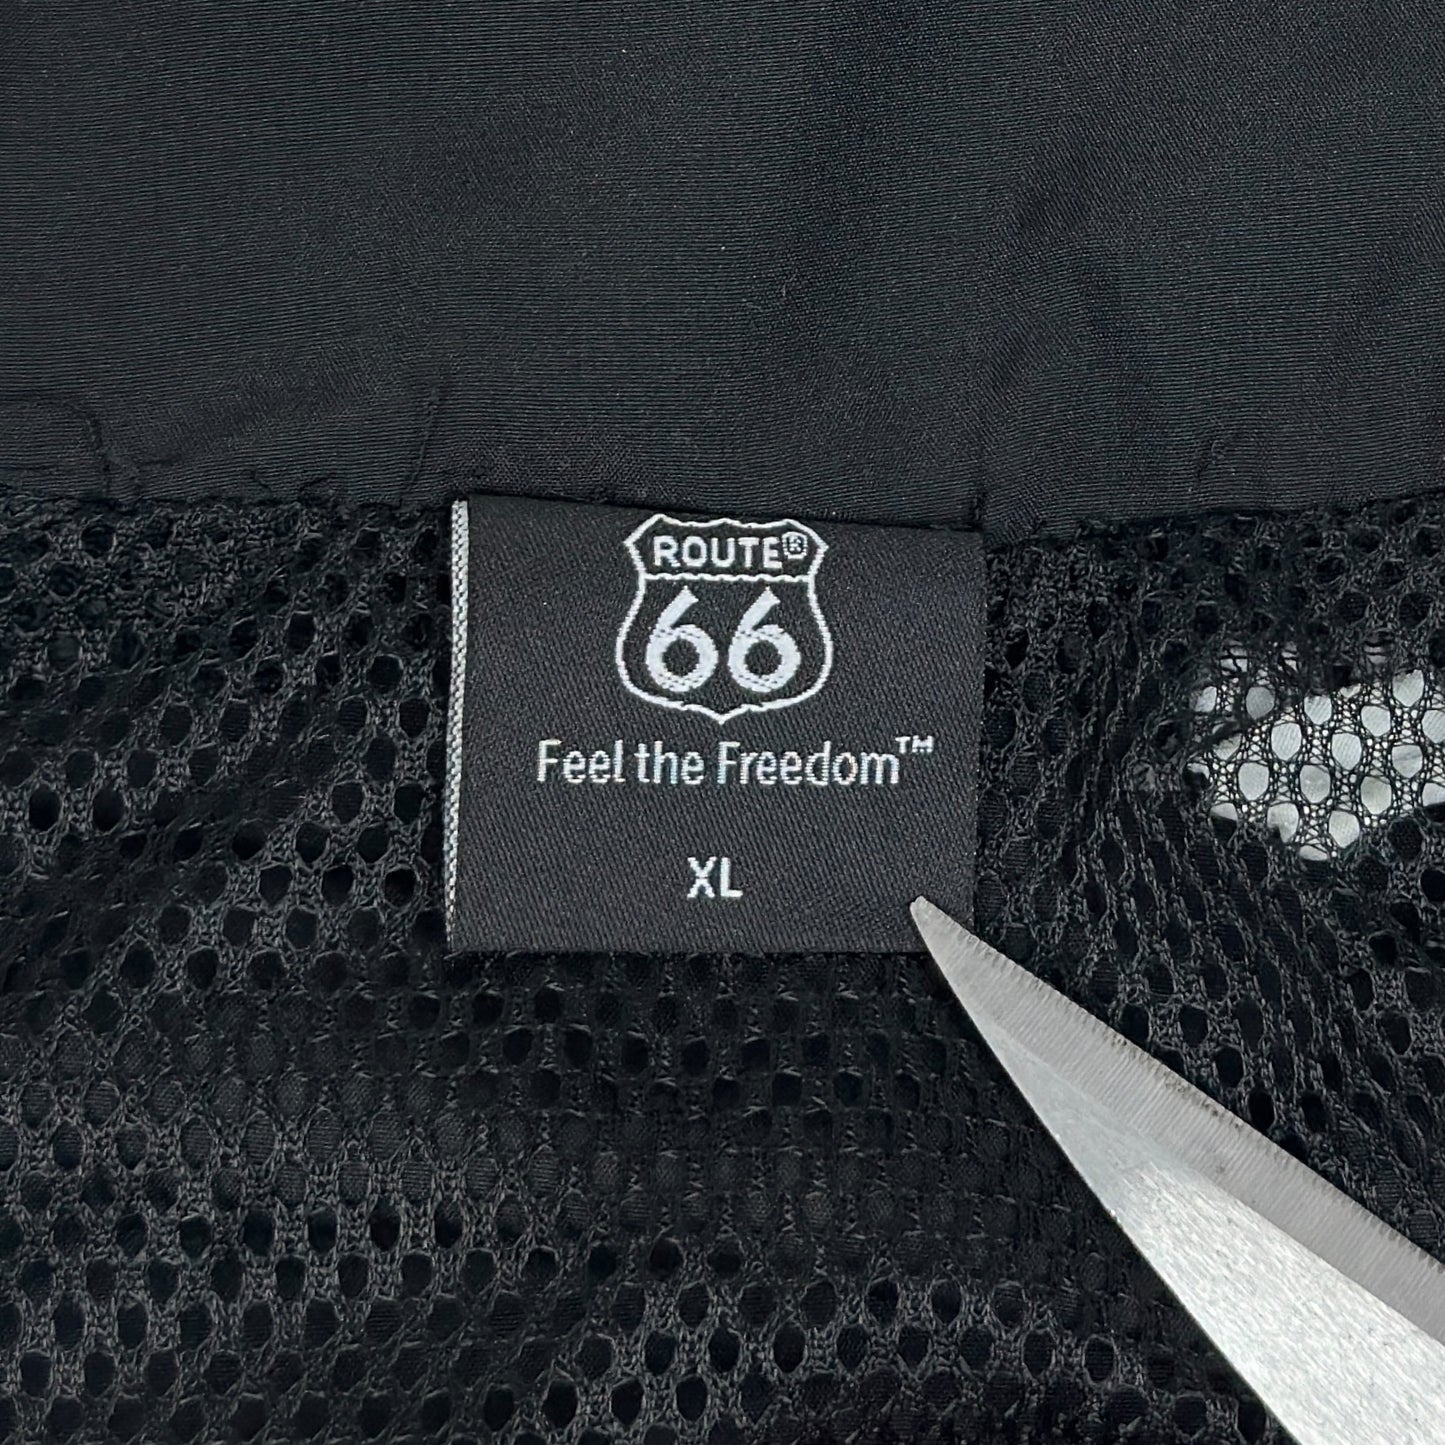 ROUTE®
66
Feel the Freedom™
XL